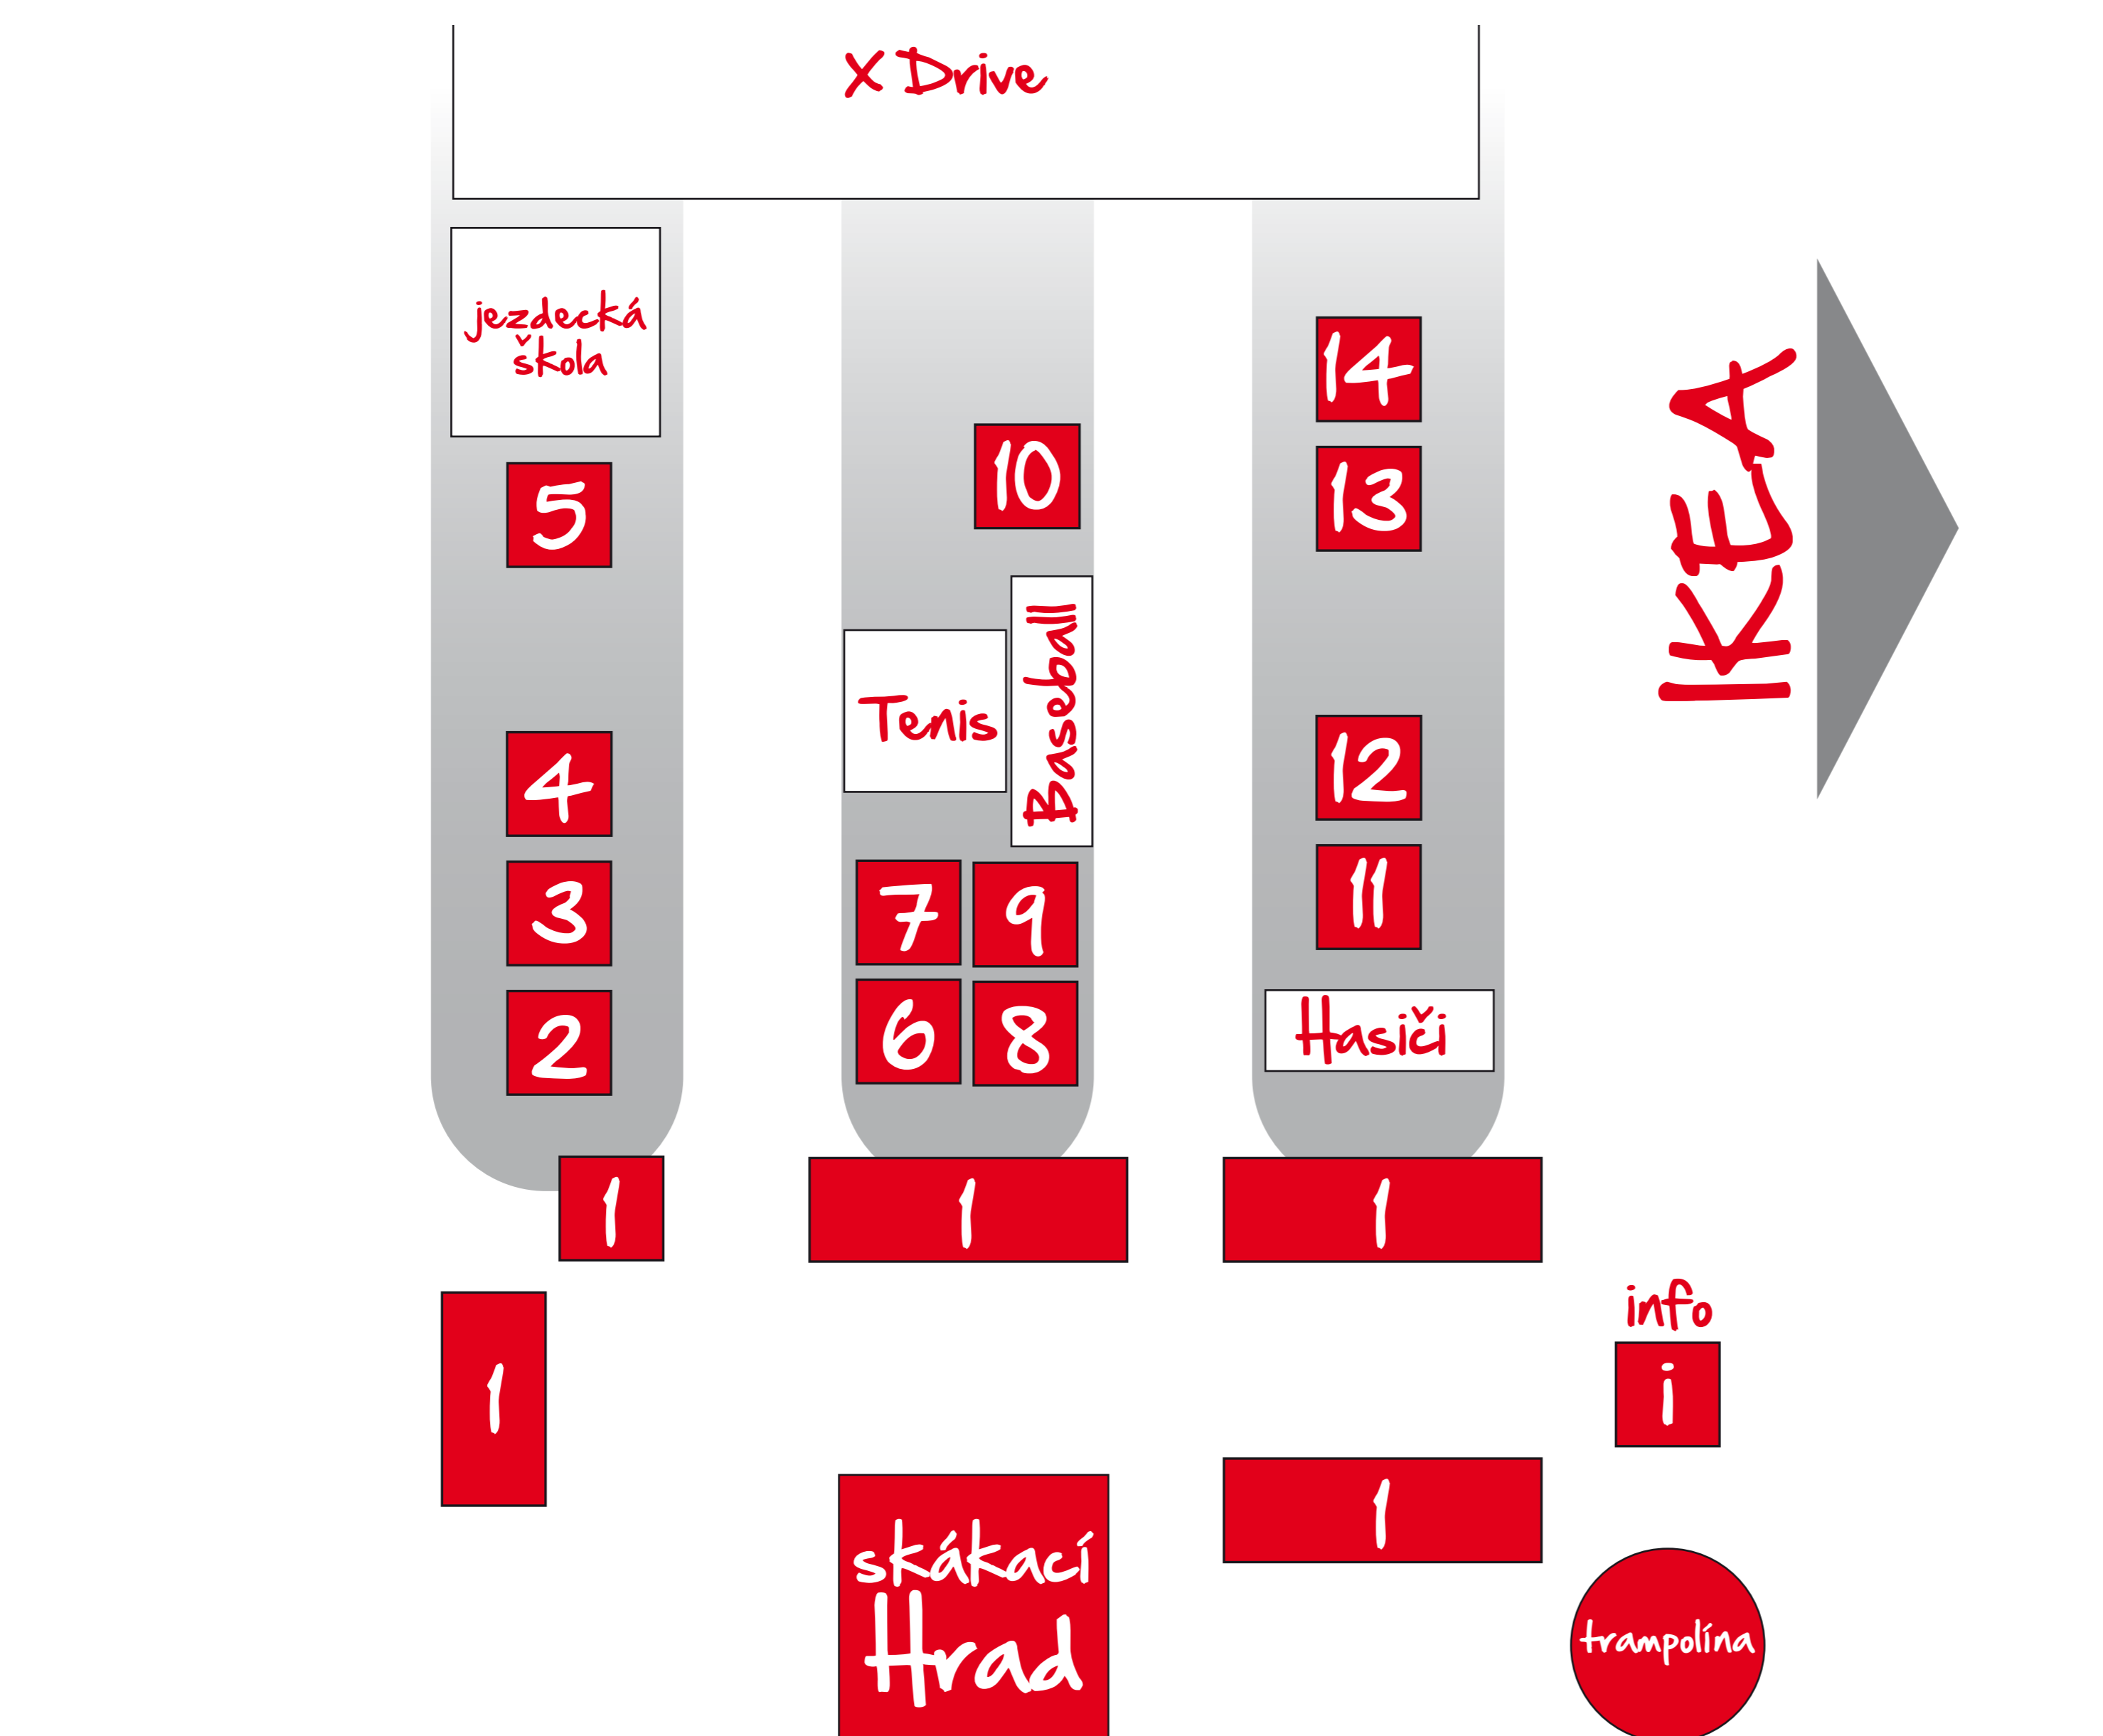 X Drive
jezdecká
škola
5
4
3
2
10
Tenis
Baseball
7
9
6
8
14
13
12
11
Hasiči
IKEA
1
1
1
1
info
i
1
skákací
Hrad
trampolína